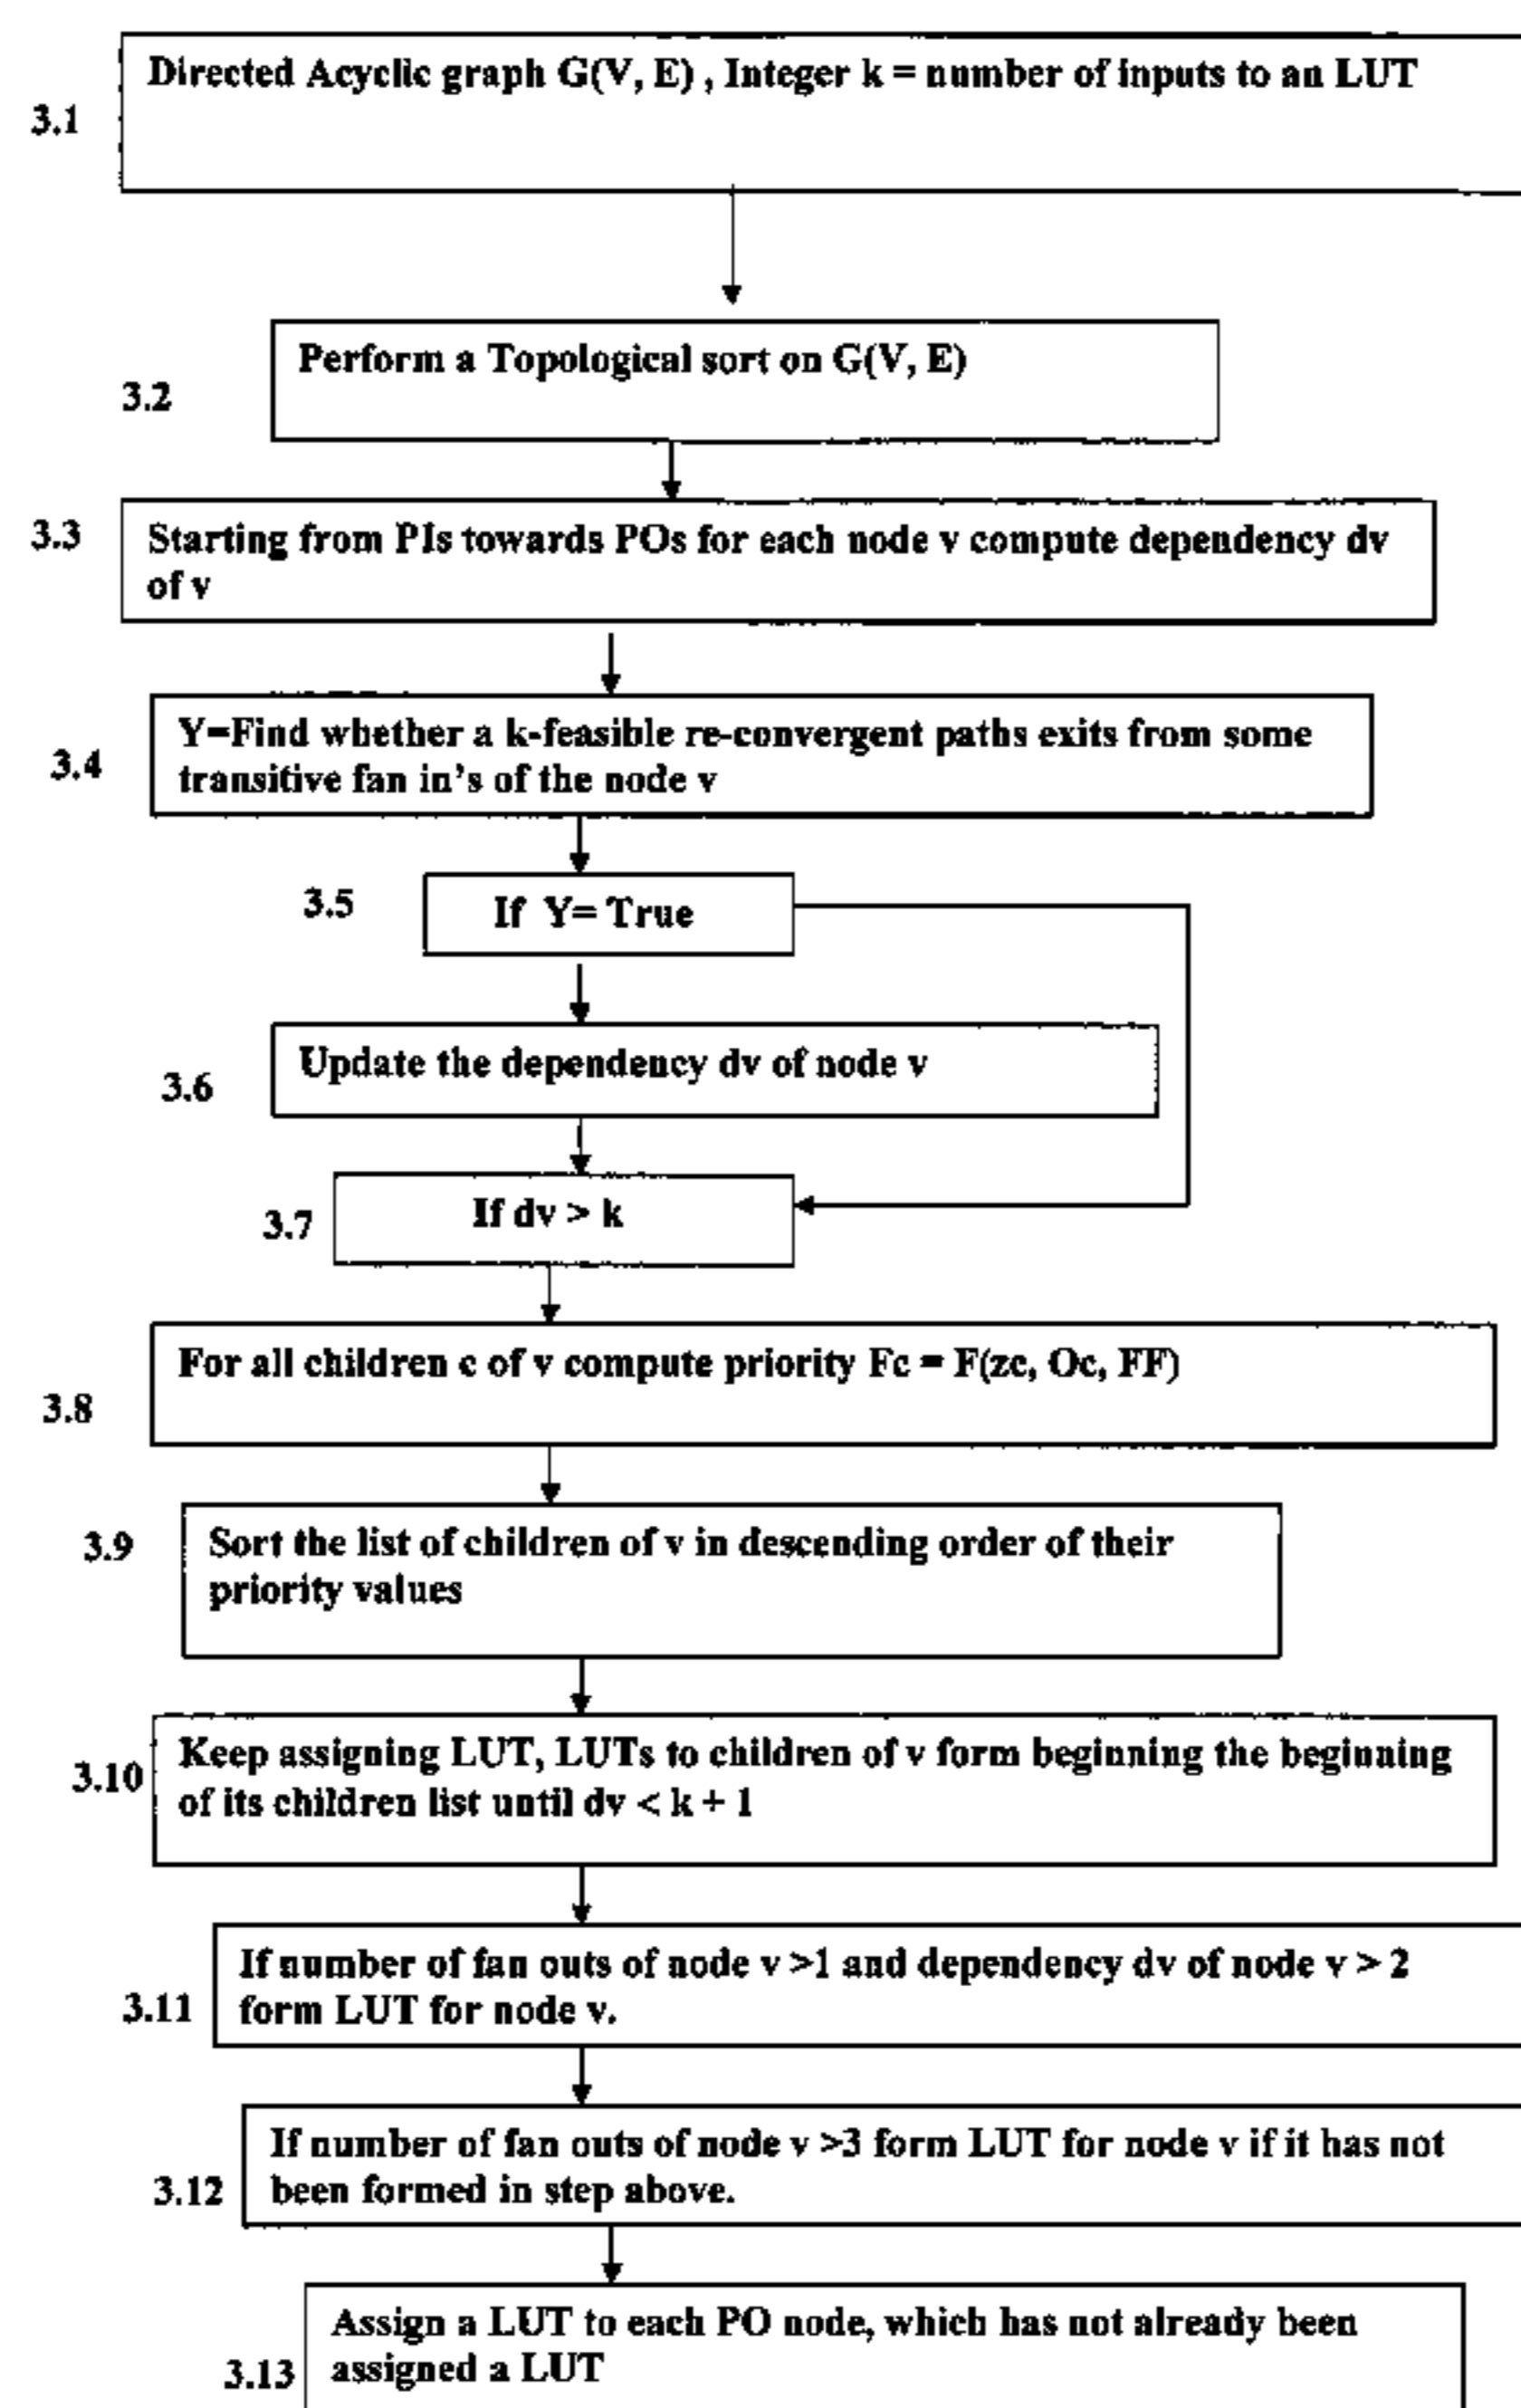 Directed Acyclic graph G(V, E) , Integer k = number of inputs to an LUT
3.1
Perform a Topological sort on G(V, E)
3.2
3.3
Starting from PIs towards POs for each node v compute dependency dv
of v
Y=Find whether a k-feasible re-convergent paths exits from some
3.4
transitive fan in's of the node v
3.5
If Y= True
Update the dependency dv of node v
3.6
If dv > k
3.7
For all children c of v compute priority Fc = F(zc, Oc, FF)
3.8
3.9
Sort the list of children of v in descending order of their
priority values
Keep assigning LUT, LUTs to children of v form beginning the beginning
3.10
of its children list until dv < k + 1
If number of fan outs of node v >1 and dependency dv of node v > 2
3.11
form LUT for node v.
If number of fan outs of node v >3 form LUT for node v if it has not
3.12
been formed in step above.
Assign a LUT to each PO node, which has not already been
3.13
assigned a LUT